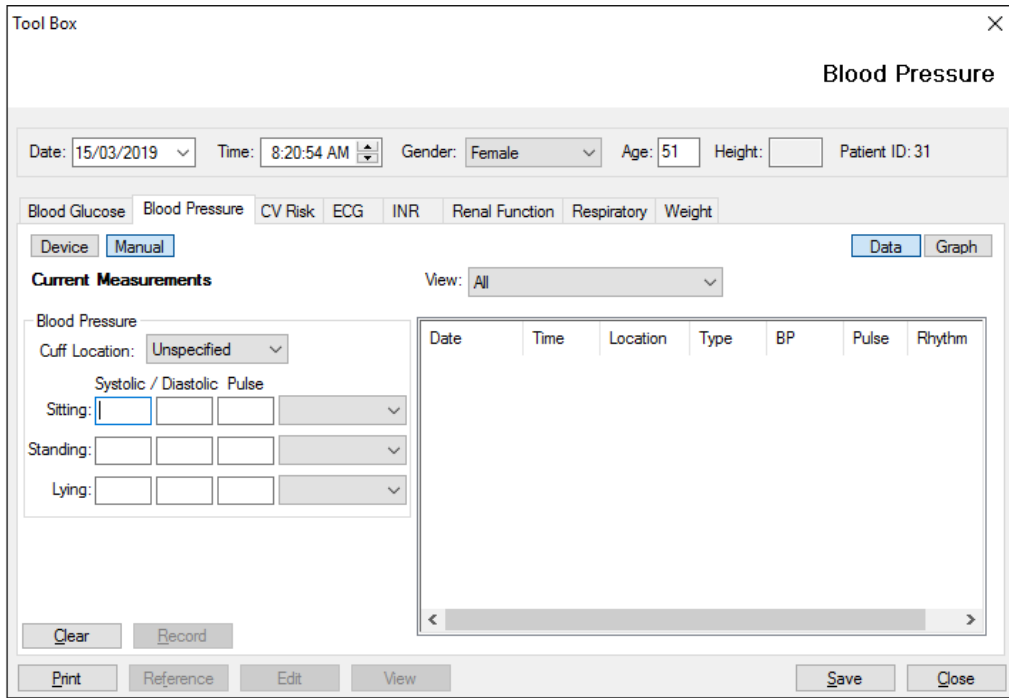 Tool Box
Blood Pressure
Date: 15/03/2019 Time: 8:20:54 AM Gender: Female Age: 51 Height: Patient ID: 31
Blood Glucose Blood Pressure CV Risk ECG INR Renal Function Respiratory Weight
Device Manual Data Graph
Current Measurements View: All
Blood Pressure
Date Time Location Type BP Pulse Rhythm
Cuff Location: Unspecified
Systolic / Diastolic Pulse
Sitting:
Standing:
Lying:
Clear Record
Print Reference Edit View Save Close